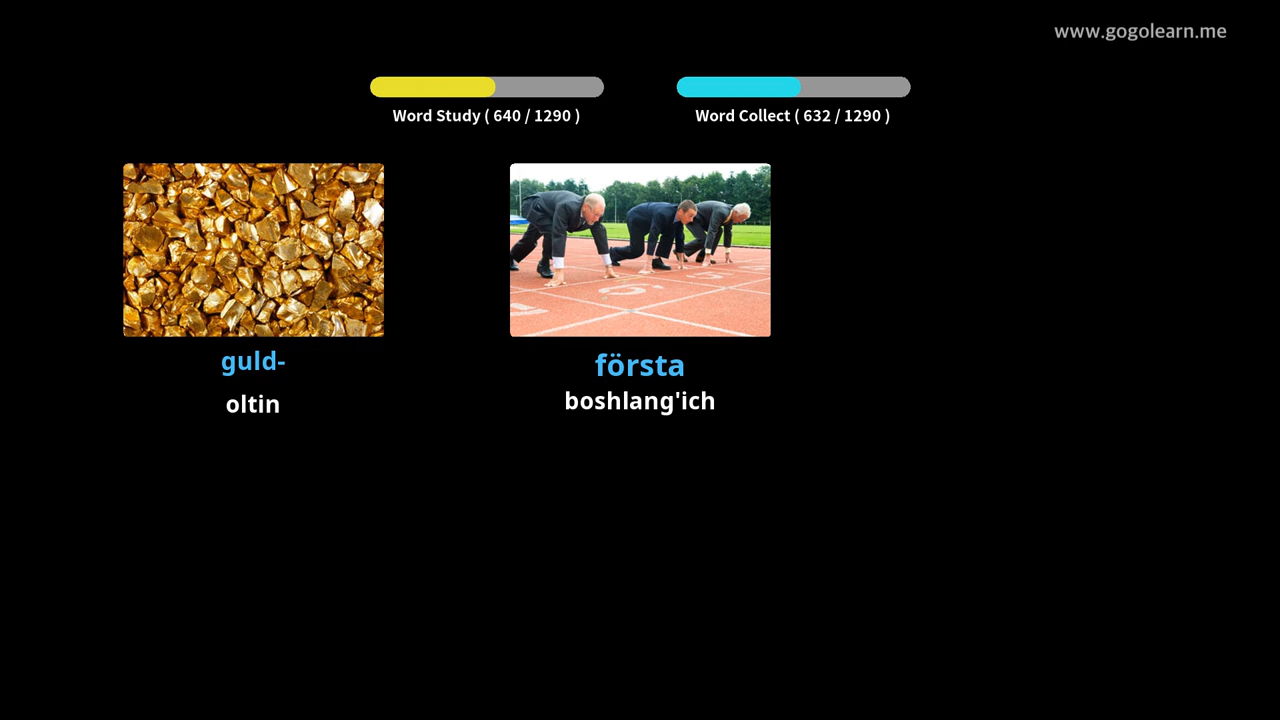 www.gogolearn.me
Word Study ( 640 / 1290 )
Word Collect ( 632 / 1290 )
guld-
oltin
första
boshlang'ich